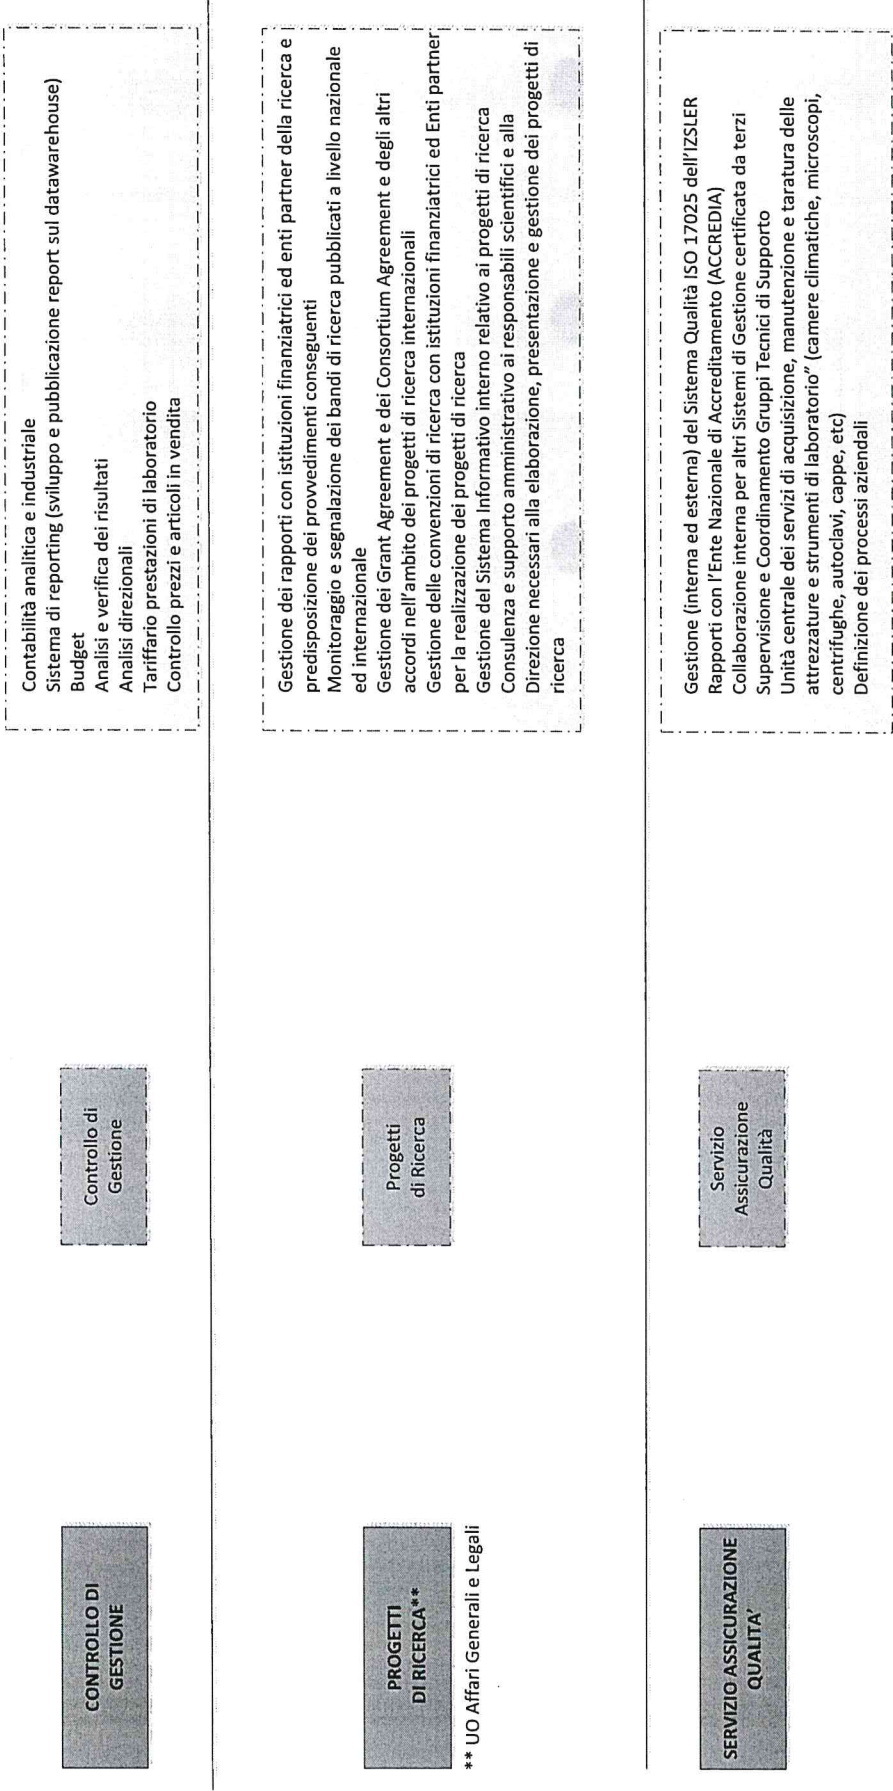 CONTROLLO DI
GESTIONE
Controllo di
Gestione
Contabilità analitica e industriale
Sistema di reporting (sviluppo e pubblicazione report sul datawarehouse)
Budget
Analisi e verifica dei risultati
Analisi direzionali
Tariffario prestazioni di laboratorio
Controllo prezzi e articoli in vendita
PROGETTI
DI RICERCA**
** UO Affari Generali e Legali
Progetti
di Ricerca
Gestione dei rapporti con istituzioni finanziatrici ed enti partner della ricerca e
predisposizione dei provvedimenti conseguenti
Monitoraggio e segnalazione dei bandi di ricerca pubblicati a livello nazionale
ed internazionale
Gestione dei Grant Agreement e dei Consortium Agreement e degli altri
accordi nell'ambito dei progetti di ricerca internazionali
Gestione delle convenzioni di ricerca con istituzioni finanziatrici ed Enti partner
per la realizzazione dei progetti di ricerca
Gestione del Sistema Informativo interno relativo ai progetti di ricerca
Consulenza e supporto amministrativo ai responsabili scientifici e alla
Direzione necessari alla elaborazione, presentazione e gestione dei progetti di
ricerca
SERVIZIO ASSICURAZIONE
QUALITA'
Servizio
Assicurazione
Qualità
Gestione (interna ed esterna) del Sistema Qualità ISO 17025 dell'IZSLER
Rapporti con l'Ente Nazionale di Accreditamento (ACCREDIA)
Collaborazione interna per altri Sistemi di Gestione certificata da terzi
Supervisione e Coordinamento Gruppi Tecnici di Supporto
Unità centrale dei servizi di acquisizione, manutenzione e taratura delle
attrezzature e strumenti di laboratorio" (camere climatiche, microscopi,
centrifughe, autoclavi, cappe, etc)
Definizione dei processi aziendali